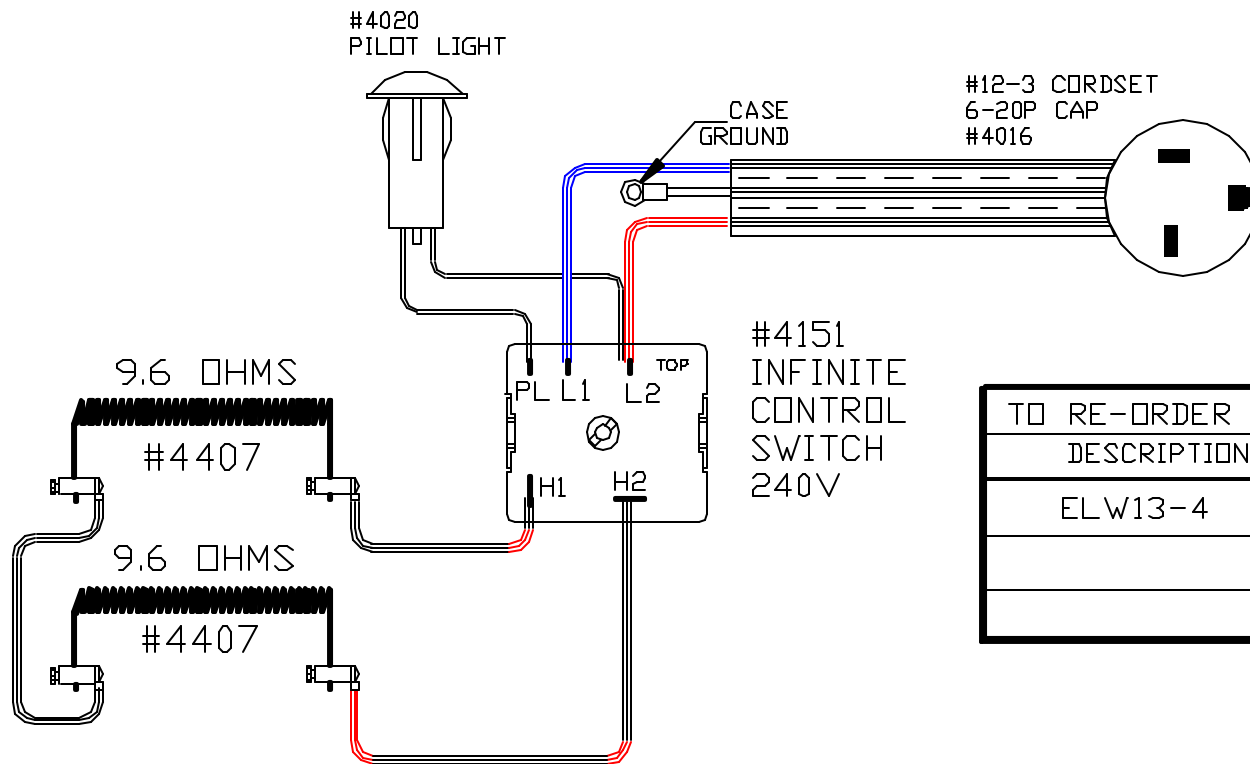 #4020
PILOT LIGHT
CASE
GROUND
#12-3 CORDSET
6-20P CAP
#4016
#4151
INFINITE
CONTROL
SWITCH
240V
TOP
PL L1 L2
H1 H2
9.6 OHMS
#4407
9.6 OHMS
#4407
TO RE-ORDER
DESCRIPTION
ELW13-4